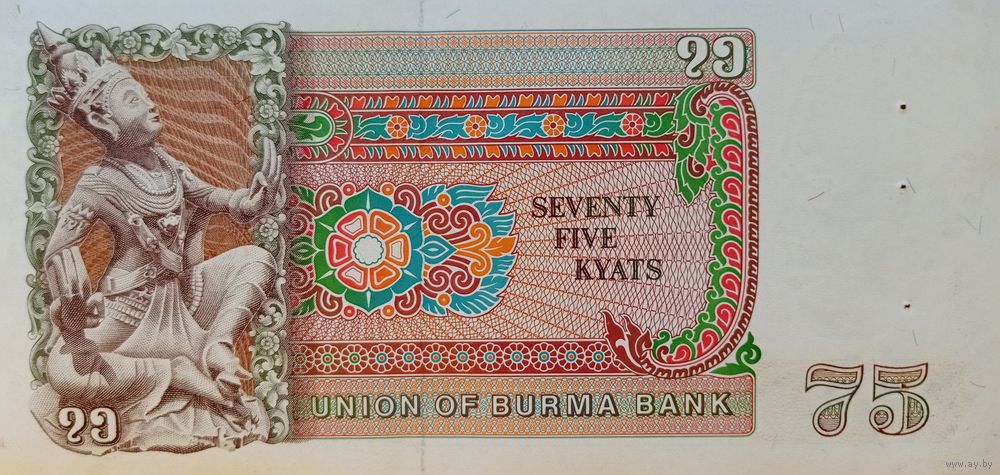 ၇၅
SEVENTY
FIVE
KYATS
၇၅
UNION OF BURMA BANK
75
www.ay.by